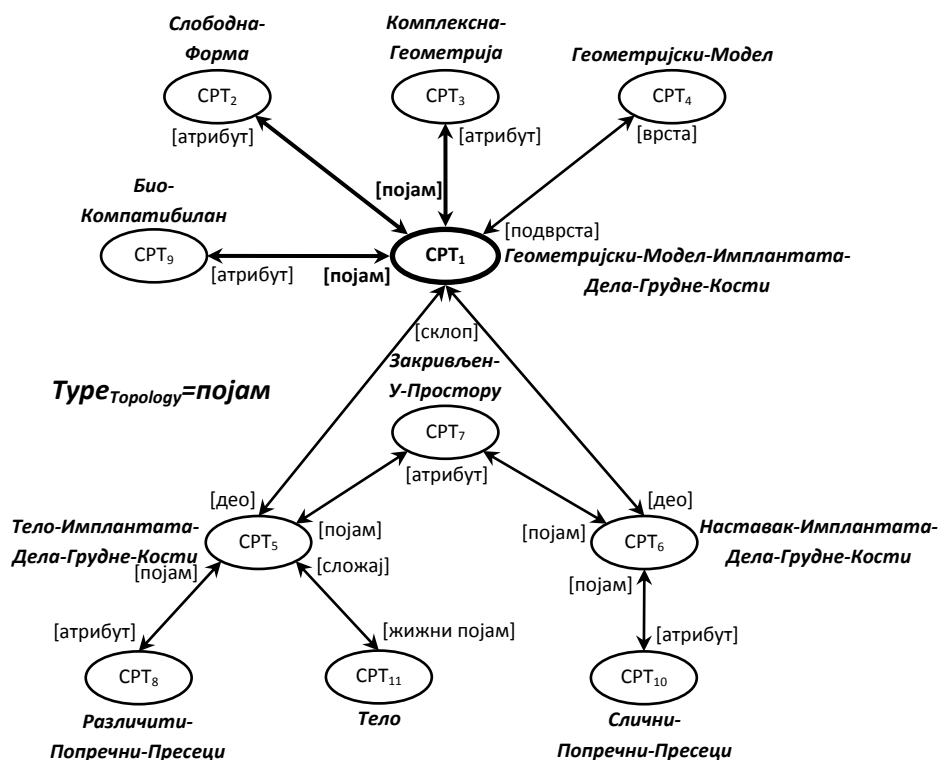 Слободна-
Форма
Комплексна-
Геометрија
Геометријски-Модел
CPT2
CPT3
CPT4
[атрибут]
[атрибут]
[врста]
Био-
Компатибилан
[појам]
[подврста]
CPT9
CPT1
[атрибут]
[појам]
Геометријски-Модел-Имплантата-
Дела-Грудне-Кости
[склоп]
Закривљен-
У-Простору
TypeTopology=појам
CPT7
[атрибут]
[део]
[део]
Тело-Имплантата-
Дела-Грудне-Кости
CPT5
[појам]
[појам]
CPT6
Наставак-Имплантата-
Дела-Грудне-Кости
[појам]
[сложај]
[појам]
[атрибут]
[жижни појам]
[атрибут]
CPT8
CPT11
CPT10
Различити-
Попречни-Пресеци
Тело
Слични-
Попречни-Пресеци